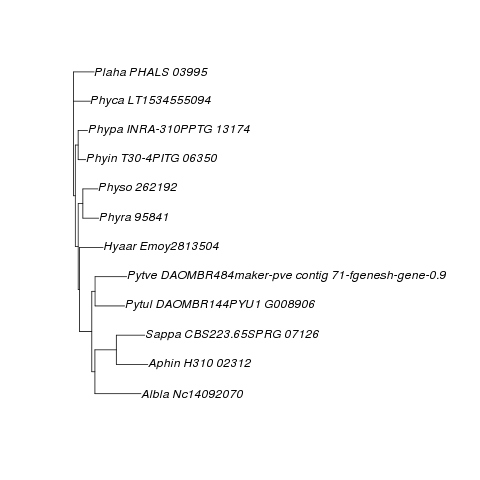 Plaha PHALS 03995
Phyca LT1534555094
Phypa INRA-310PPTG 13174
Phyin T30-4PITG 06350
Physo 262192
Phyra 95841
Hyaar Emoy2813504
Pytve DAOMBR484maker-pve contig 71-fgenesh-gene-0.9
Pytul DAOMBR144PYU1 G008906
Sappa CBS223.65SPRG 07126
Aphin H310 02312
Albla Nc14092070